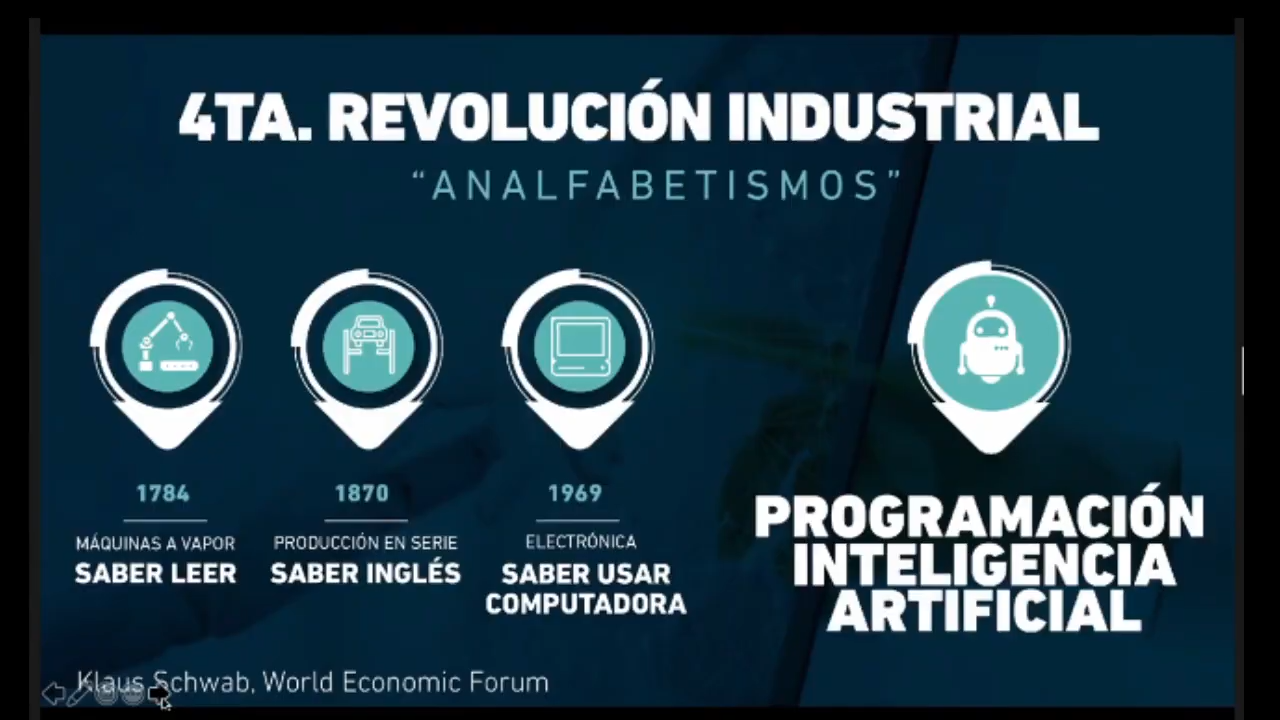 4TA. REVOLUCIÓN INDUSTRIAL
“ANALFABETISMOS”
1784
MÁQUINAS A VAPOR
SABER LEER
1870
PRODUCCIÓN EN SERIE
SABER INGLÉS
1969
ELECTRÓNICA
SABER USAR
COMPUTADORA
PROGRAMACIÓN
INTELIGENCIA
ARTIFICIAL
Klaus Schwab, World Economic Forum